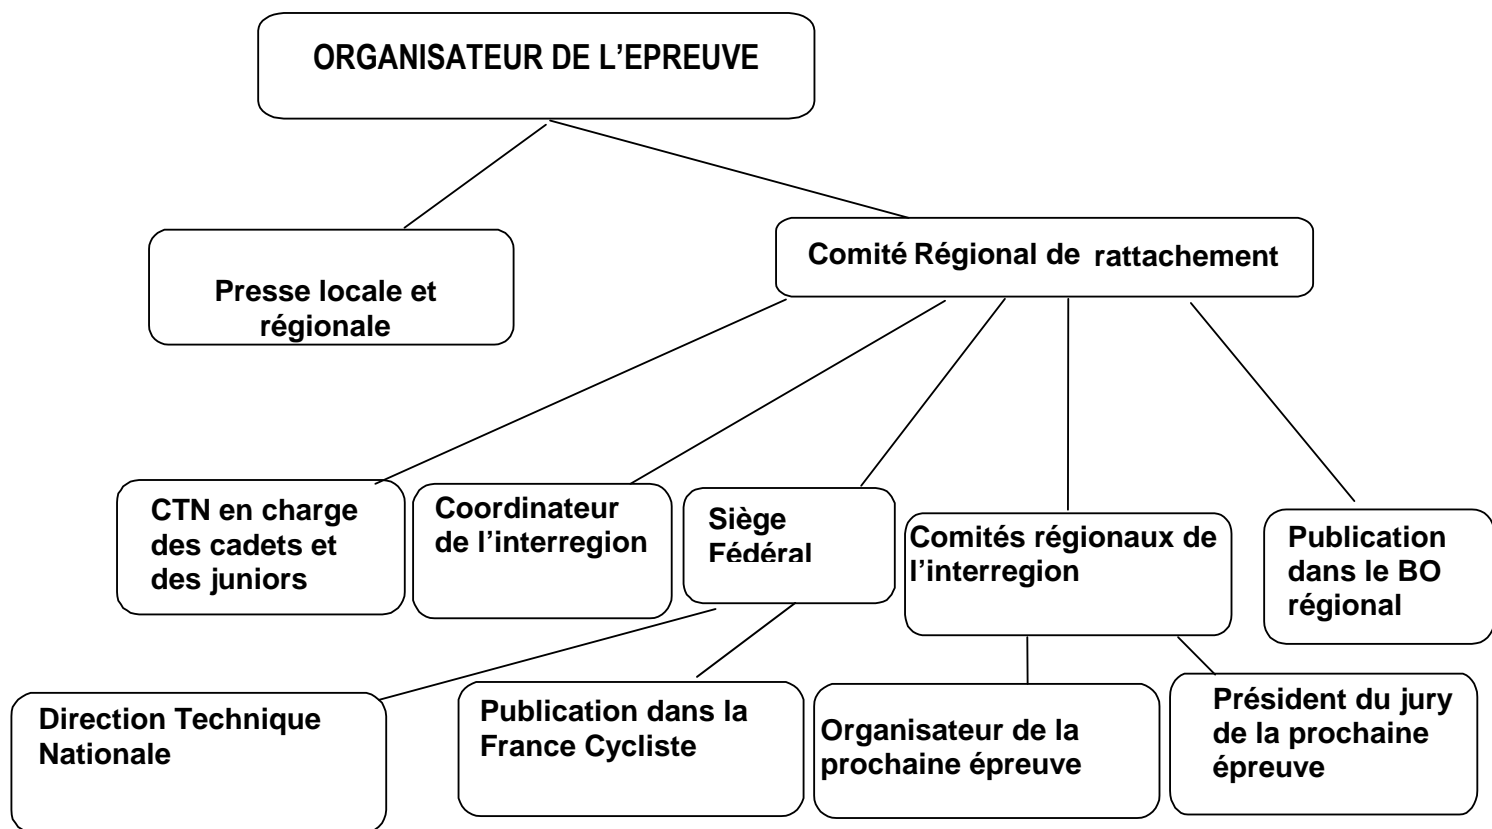 ORGANISATEUR DE L’EPREUVE
Presse locale et
régionale
Comité Régional de rattachement
CTN en charge
des cadets et
des juniors
Coordinateur
de l’interregion
Siège
Fédéral
Comités régionaux de
l’interregion
Publication
dans le BO
régional
Direction Technique
Nationale
Publication dans la
France Cycliste
Organisateur de la
prochaine épreuve
Président du jury
de la prochaine
épreuve